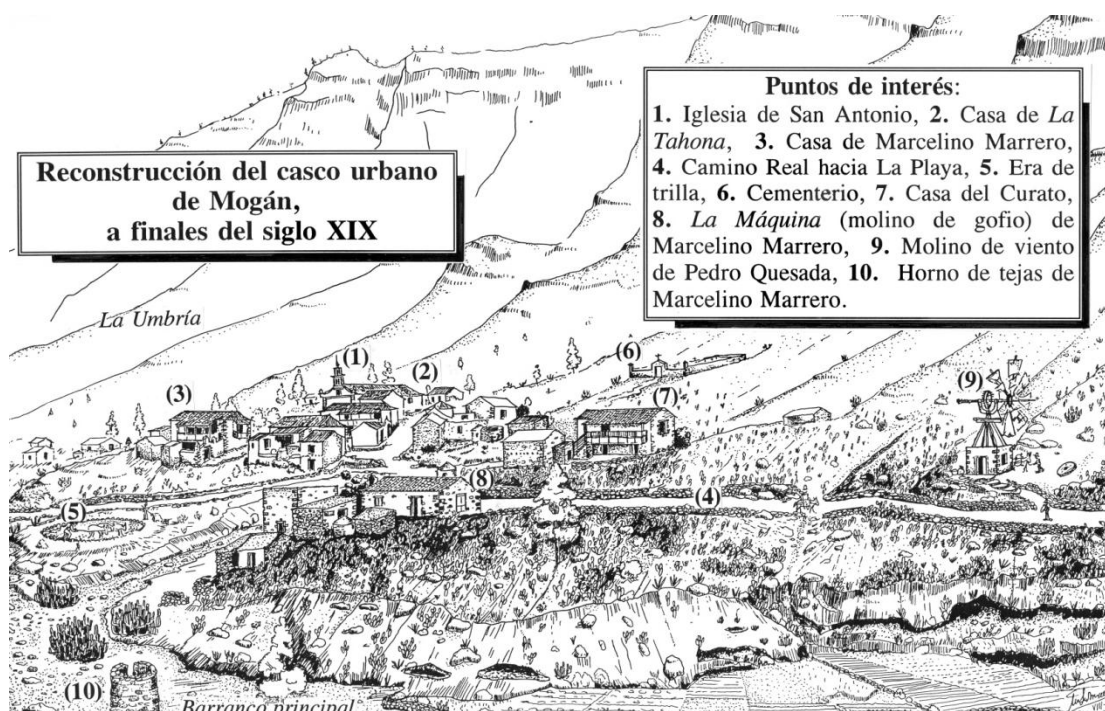 Reconstrucción del casco urbano
de Mogán,
a finales del siglo XIX
Puntos de interés:
1. Iglesia de San Antonio, 2. Casa de La
Tahona, 3. Casa de Marcelino Marrero,
4. Camino Real hacia La Playa, 5. Era de
trilla, 6. Cementerio, 7. Casa del Curato,
8. La Máquina (molino de gofio) de
Marcelino Marrero, 9. Molino de viento
de Pedro Quesada, 10. Horno de tejas de
Marcelino Marrero.
La Umbría
(1)
(2)
(3)
(6)
(7)
(9)
(8)
(4)
(5)
(10)
Barranco principal